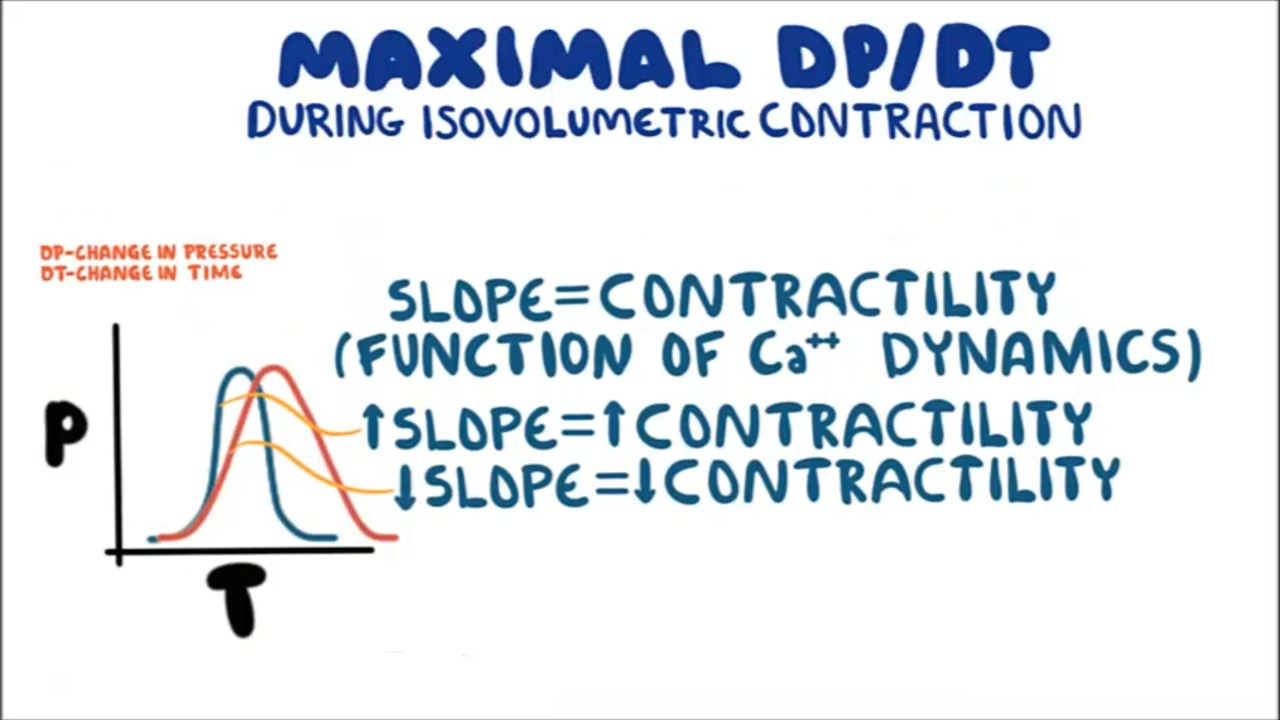 MAXIMAL DP/DT
DURING ISOVOLUMETRIC CONTRACTION
DP-CHANGE IN PRESSURE
DT-CHANGE IN TIME
SLOPE=CONTRACTILITY
(FUNCTION OF Ca⁺⁺ DYNAMICS)
↑SLOPE=↑CONTRACTILITY
↓SLOPE=↓CONTRACTILITY
P
T